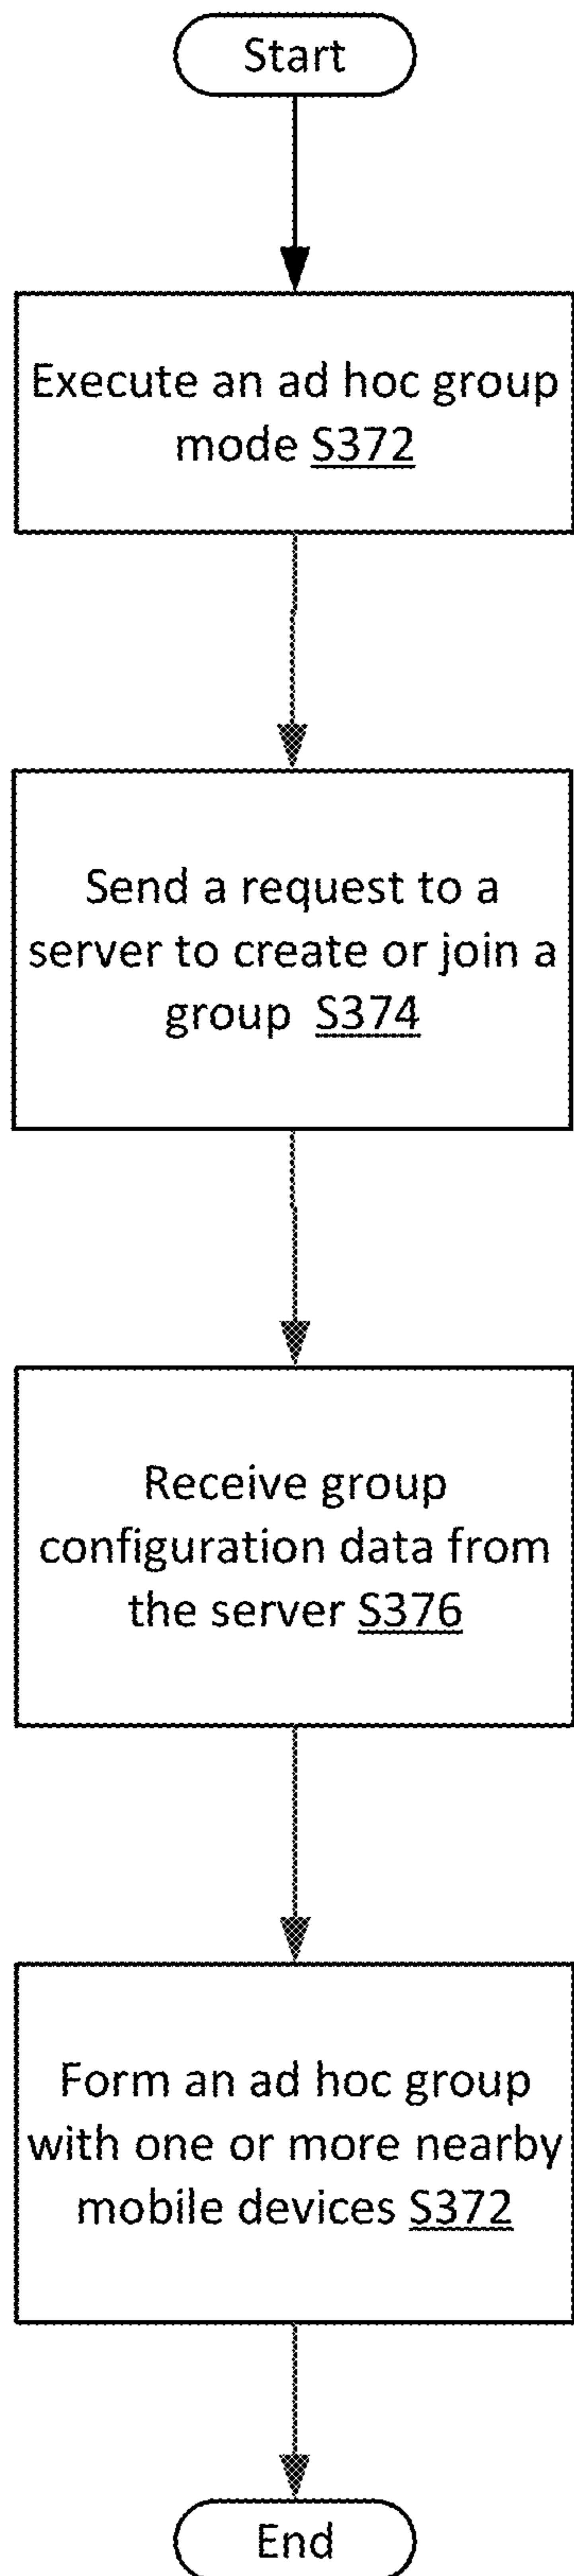 Start
Execute an ad hoc group
mode S372
Send a request to a
server to create or join a
group S374
Receive group
configuration data from
the server S376
Form an ad hoc group
with one or more nearby
mobile devices S372
End